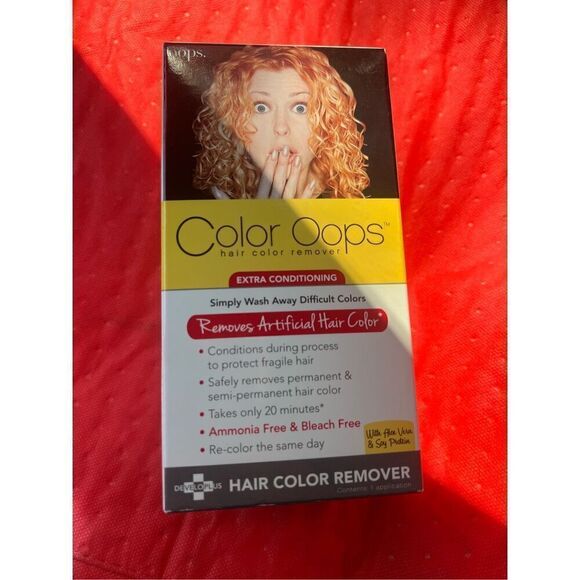 oops.
Color Oops™
hair color remover
EXTRA CONDITIONING
Simply Wash Away Difficult Colors
Removes Artificial Hair Color*
• Conditions during process
to protect fragile hair
• Safely removes permanent &
semi-permanent hair color
• Takes only 20 minutes*
• Ammonia Free & Bleach Free
• Re-color the same day
With Aloe Vera
& Soy Protein
DEVELOPLUS
HAIR COLOR REMOVER
Contents: 1 application